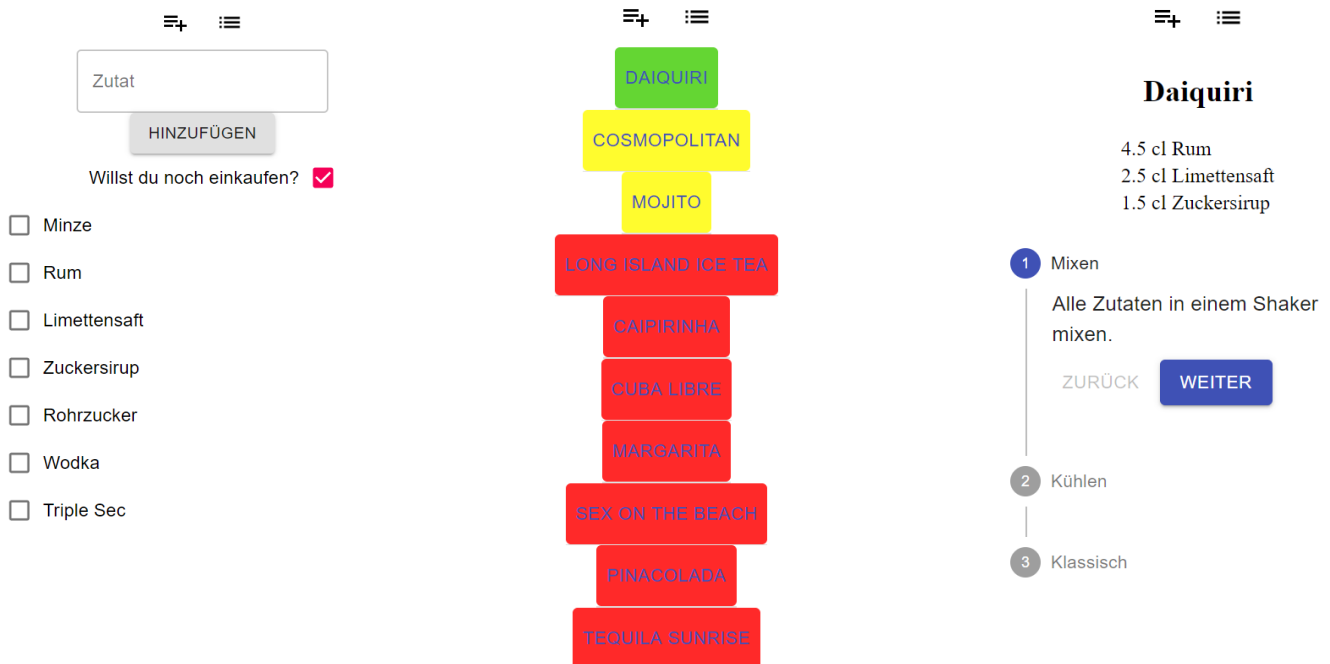 Zutat
HINZUFÜGEN
Willst du noch einkaufen?
Minze
Rum
Limettensaft
Zuckersirup
Rohrzucker
Wodka
Triple Sec
DAIQUIRI
COSMOPOLITAN
MOJITO
LONG ISLAND ICE TEA
CAIPIRINHA
CUBA LIBRE
MARGARITA
SEX ON THE BEACH
PINACOLADA
TEQUILA SUNRISE
Daiquiri
4.5 cl Rum
2.5 cl Limettensaft
1.5 cl Zuckersirup
1 Mixen
Alle Zutaten in einem Shaker
mixen.
ZURÜCK WEITER
2 Kühlen
3 Klassisch